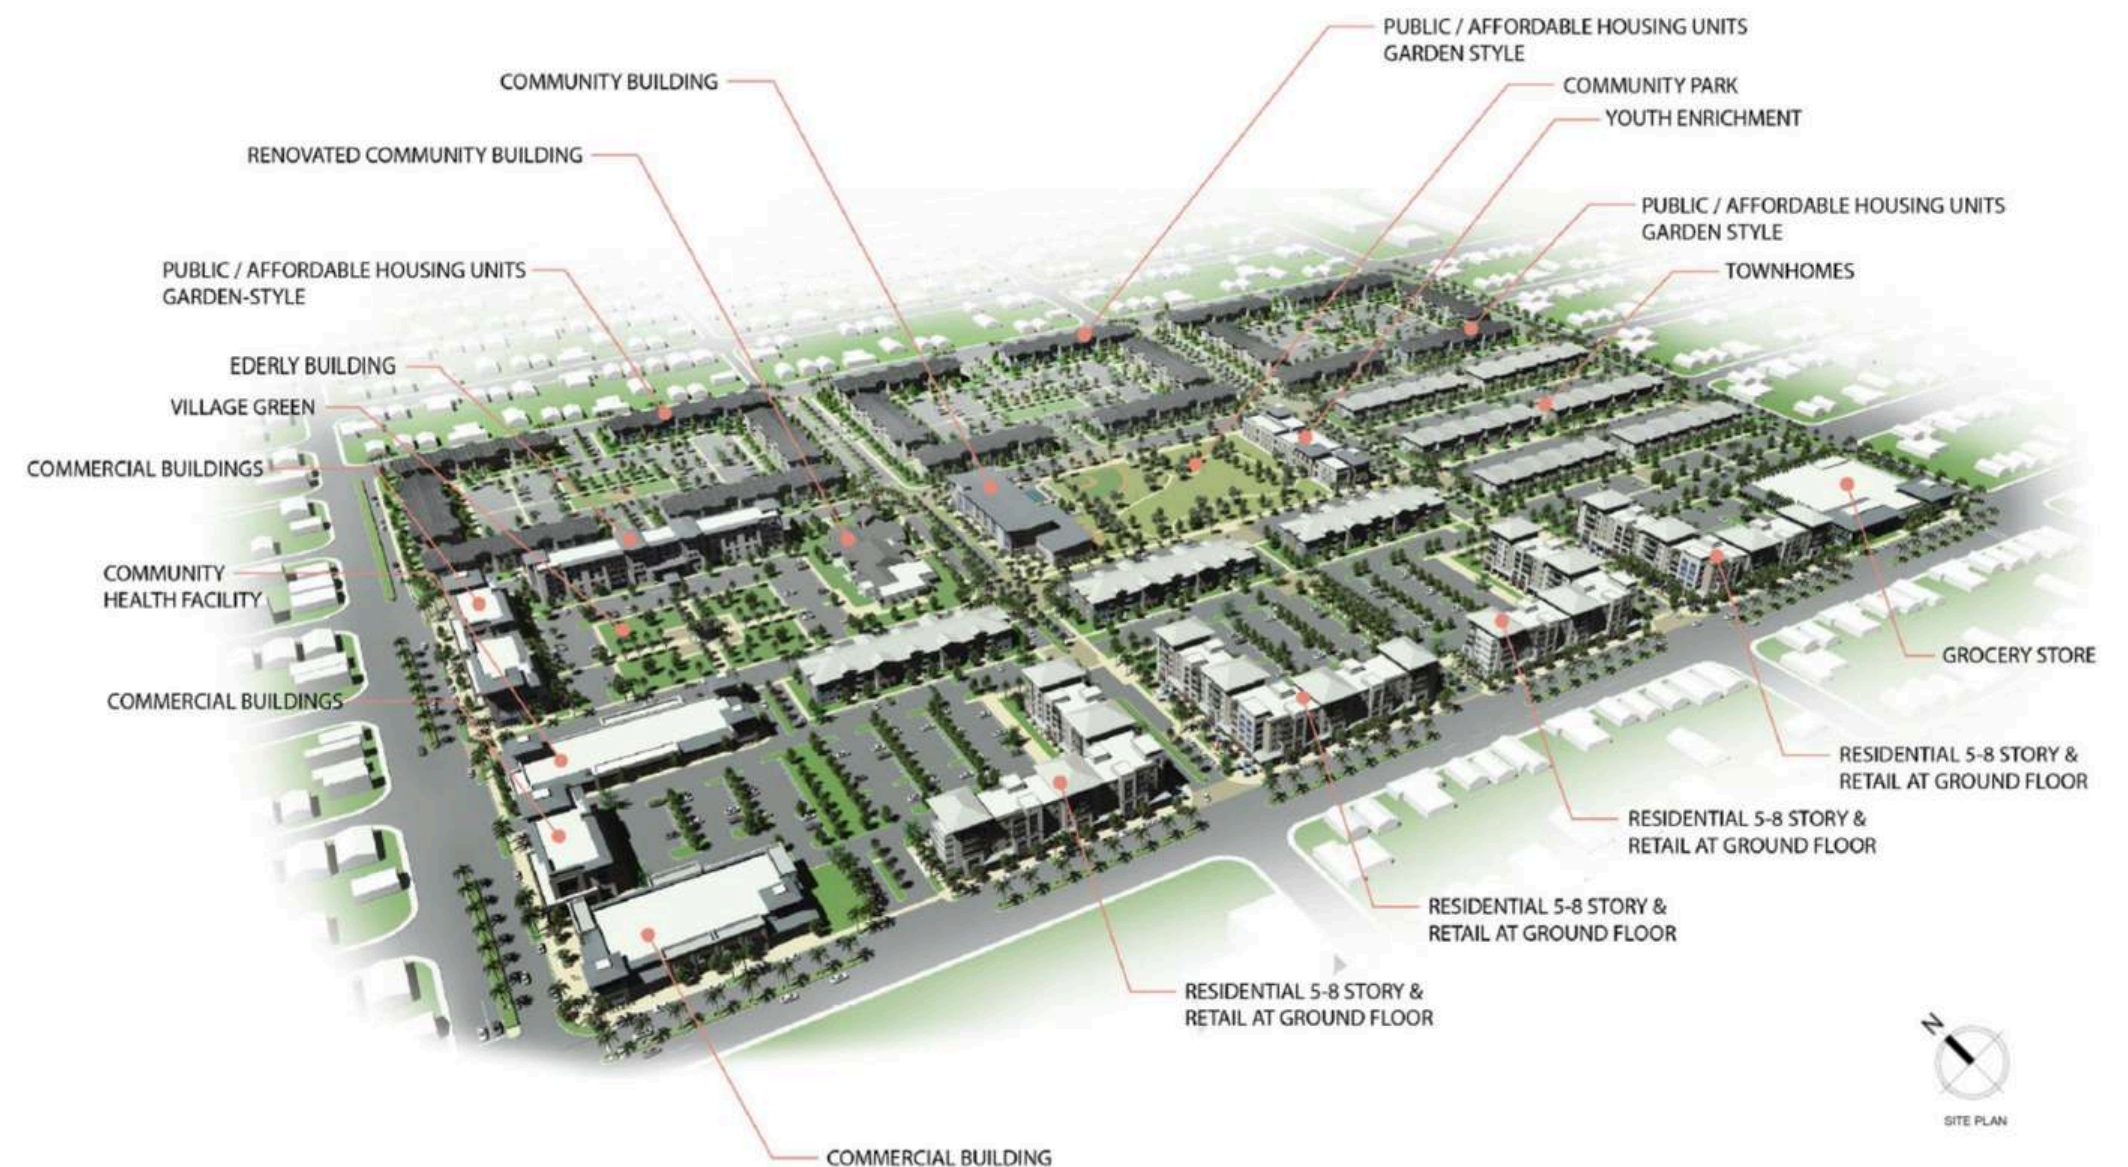 PUBLIC / AFFORDABLE HOUSING UNITS
GARDEN STYLE
COMMUNITY BUILDING
COMMUNITY PARK
YOUTH ENRICHMENT
RENOVATED COMMUNITY BUILDING
PUBLIC / AFFORDABLE HOUSING UNITS
GARDEN STYLE
PUBLIC / AFFORDABLE HOUSING UNITS
GARDEN-STYLE
TOWNHOMES
EDERLY BUILDING
VILLAGE GREEN
COMMERCIAL BUILDINGS
COMMUNITY
HEALTH FACILITY
GROCERY STORE
COMMERCIAL BUILDINGS
RESIDENTIAL 5-8 STORY &
RETAIL AT GROUND FLOOR
RESIDENTIAL 5-8 STORY &
RETAIL AT GROUND FLOOR
RESIDENTIAL 5-8 STORY &
RETAIL AT GROUND FLOOR
RESIDENTIAL 5-8 STORY &
RETAIL AT GROUND FLOOR
N
SITE PLAN
COMMERCIAL BUILDING